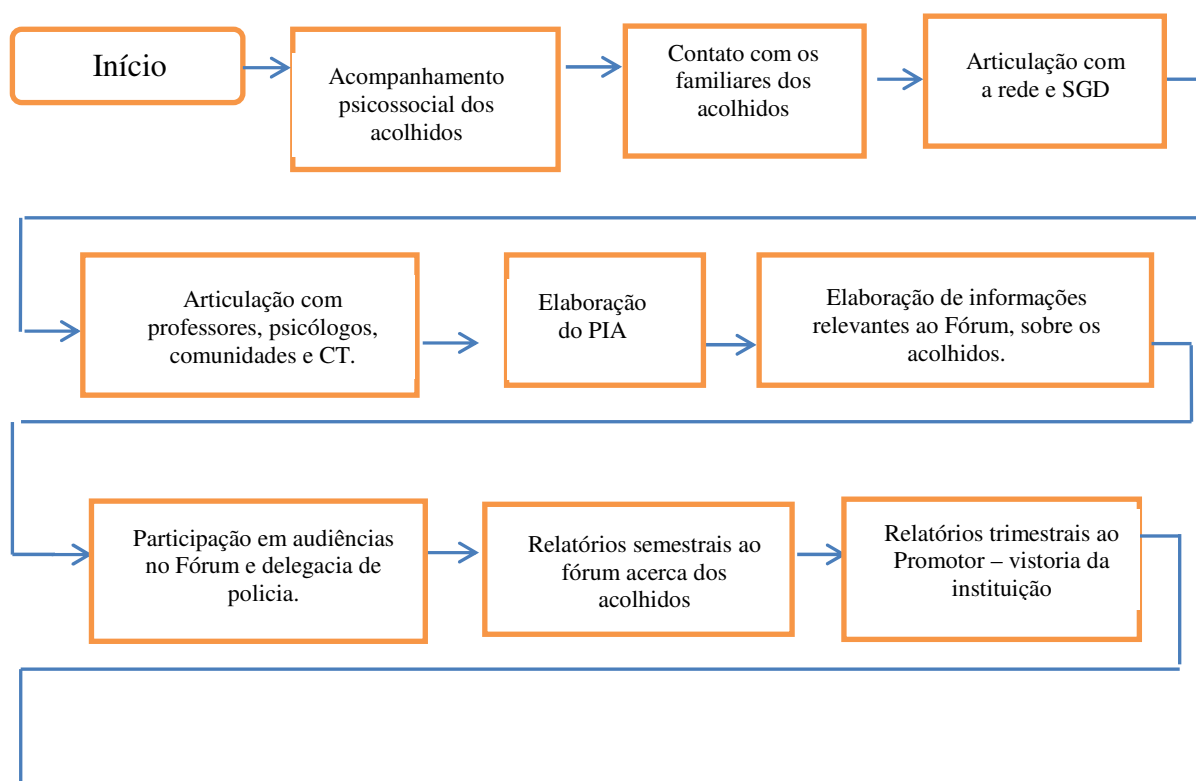 Início
Acompanhamento
psicossocial dos
acolhidos
Contato com os
familiares dos
acolhidos
Articulação com
a rede e SGD
Articulação com
professores, psicólogos,
comunidades e CT.
Elaboração
do PIA
Elaboração de informações
relevantes ao Fórum, sobre os
acolhidos.
Participação em audiências
no Fórum e delegacia de
policia.
Relatórios semestrais ao
fórum acerca dos
acolhidos
Relatórios trimestrais ao
Promotor – vistoria da
instituição